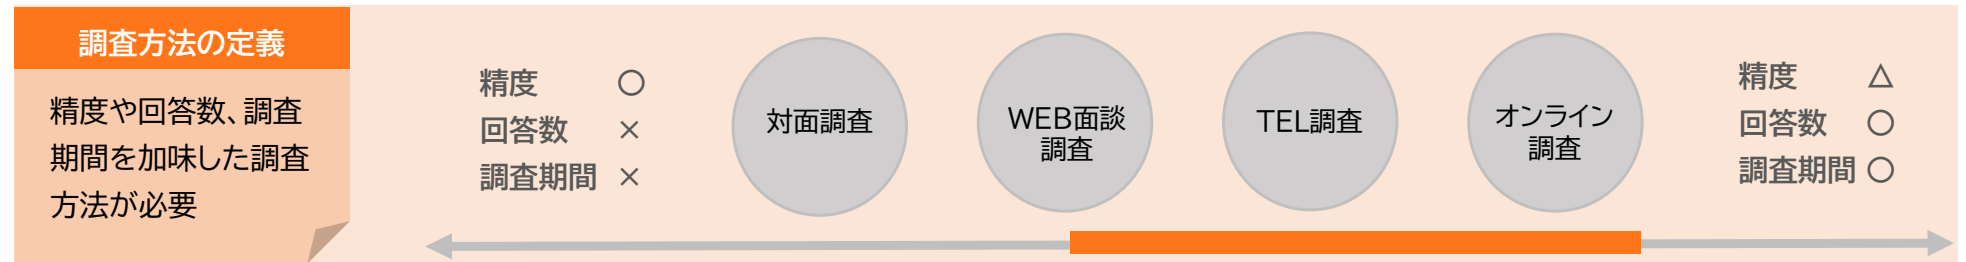 調査方法の定義
精度や回答数、調査
期間を加味した調査
方法が必要
精度 ○
回答数 ×
調査期間 ×
対面調査
WEB面談
調査
TEL調査
オンライン
調査
精度 △
回答数 ○
調査期間 ○